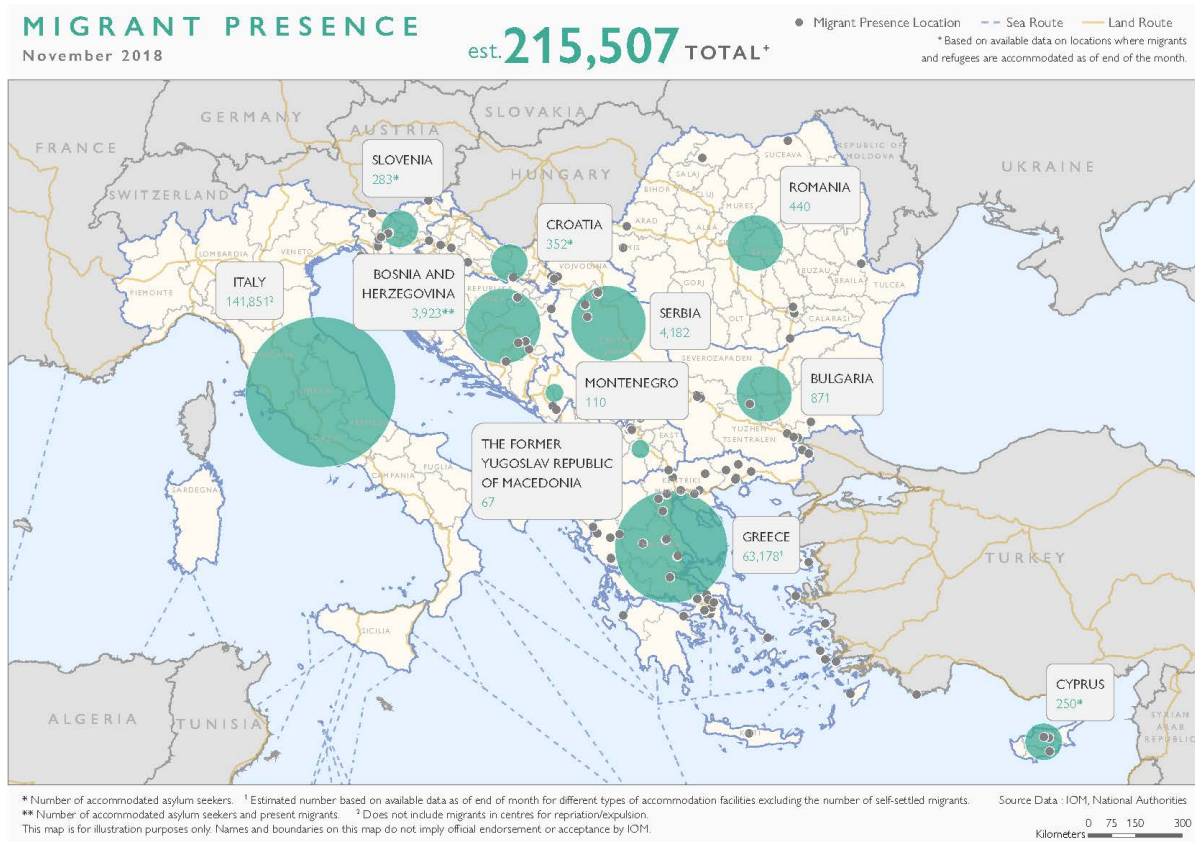 MIGRANT PRESENCE
November 2018
est. 215,507 TOTAL+
Migrant Presence Location
Sea Route
Land Route
* Based on available data on locations where migrants
and refugees are accommodated as of end of the month.
GERMANY
SLOVAKIA
AUSTRIA
FRANCE
SWITZERLAND
HUNGARY
REPUBLIC OF
MOLDOVA
UKRAINE
SLOVENIA
283*
CROATIA
352*
ROMANIA
440
ITALY
141,851²
BOSNIA AND
HERZEGOVINA
3,923**
SERBIA
4,182
MONTENEGRO
110
BULGARIA
871
THE FORMER
YUGOSLAV REPUBLIC
OF MACEDONIA
67
GREECE
63,178¹
CYPRUS
250*
TURKEY
SYRIAN
ARAB
REPUBLIC
ALGERIA
TUNISIA
LOMBARDIA
VENETO
PIEMONTE
CAMPANIA
PUGLIA
SARDEGNA
SICILIA
SUCEAVA
SALAJ
BIHOR
CLUJ
MURES
ARAD
ALBA
VOJVODINA
GORJ
OLT
BUZAU
BRAILA
TULCEA
CALARASI
SEVEROZAPADEN
YUZHEN
TSENTRALEN
EAST
* Number of accommodated asylum seekers. ¹ Estimated number based on available data as of end of month for different types of accommodation facilities excluding the number of self-settled migrants.
** Number of accommodated asylum seekers and present migrants. ² Does not include migrants in centres for repriation/expulsion.
This map is for illustration purposes only. Names and boundaries on this map do not imply official endorsement or acceptance by IOM.
Source Data : IOM, National Authorities
0 75 150 300
Kilometers